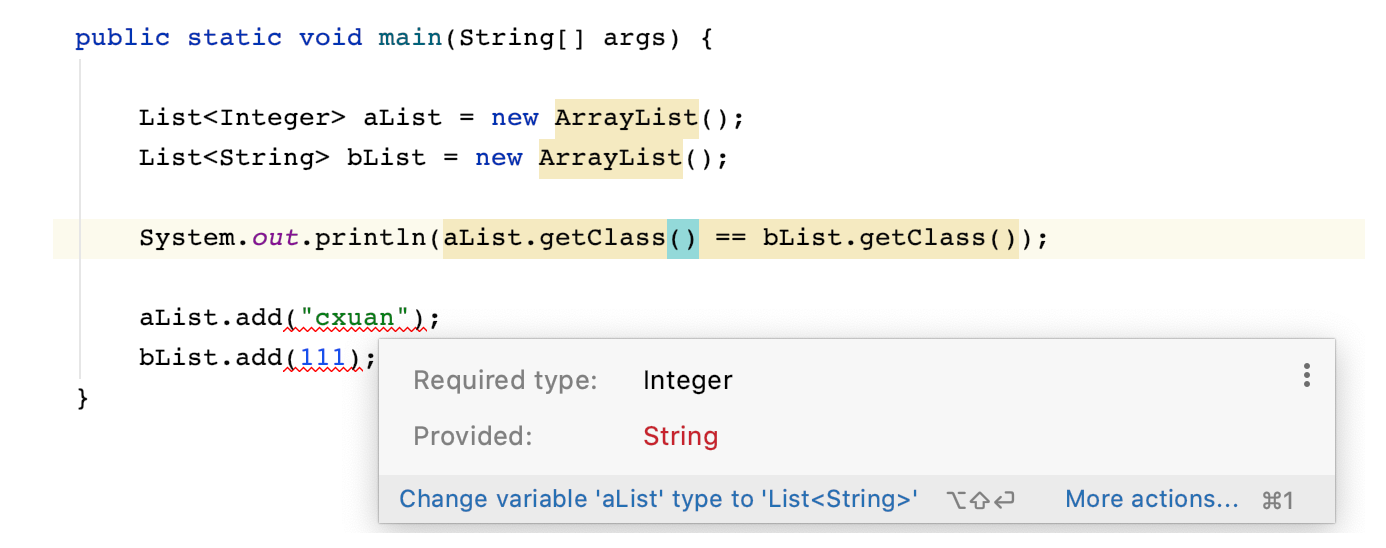 public static void main(String[] args) {
List<Integer> aList = new ArrayList();
List<String> bList = new ArrayList();
System.out.println(aList.getClass() == bList.getClass());
aList.add("cxuan");
bList.add(111);
}
Required type: Integer
Provided: String
Change variable 'aList' type to 'List<String>' ⌥⇧⏎ More actions... ⌘1